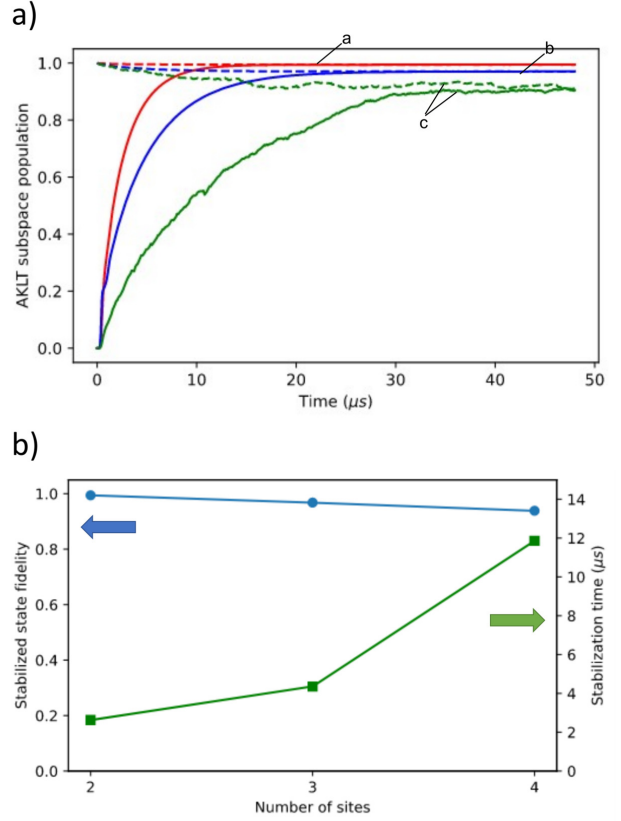 a)
a
b
c
1.0
0.8
0.6
0.4
0.2
0.0
AKLT subspace population
0 10 20 30 40 50
Time (μs)
b)
1.0
0.8
0.6
0.4
0.2
0.0
Stabilized state fidelity
14
12
10
8
6
4
2
0
Stabilization time (μs)
2 3 4
Number of sites